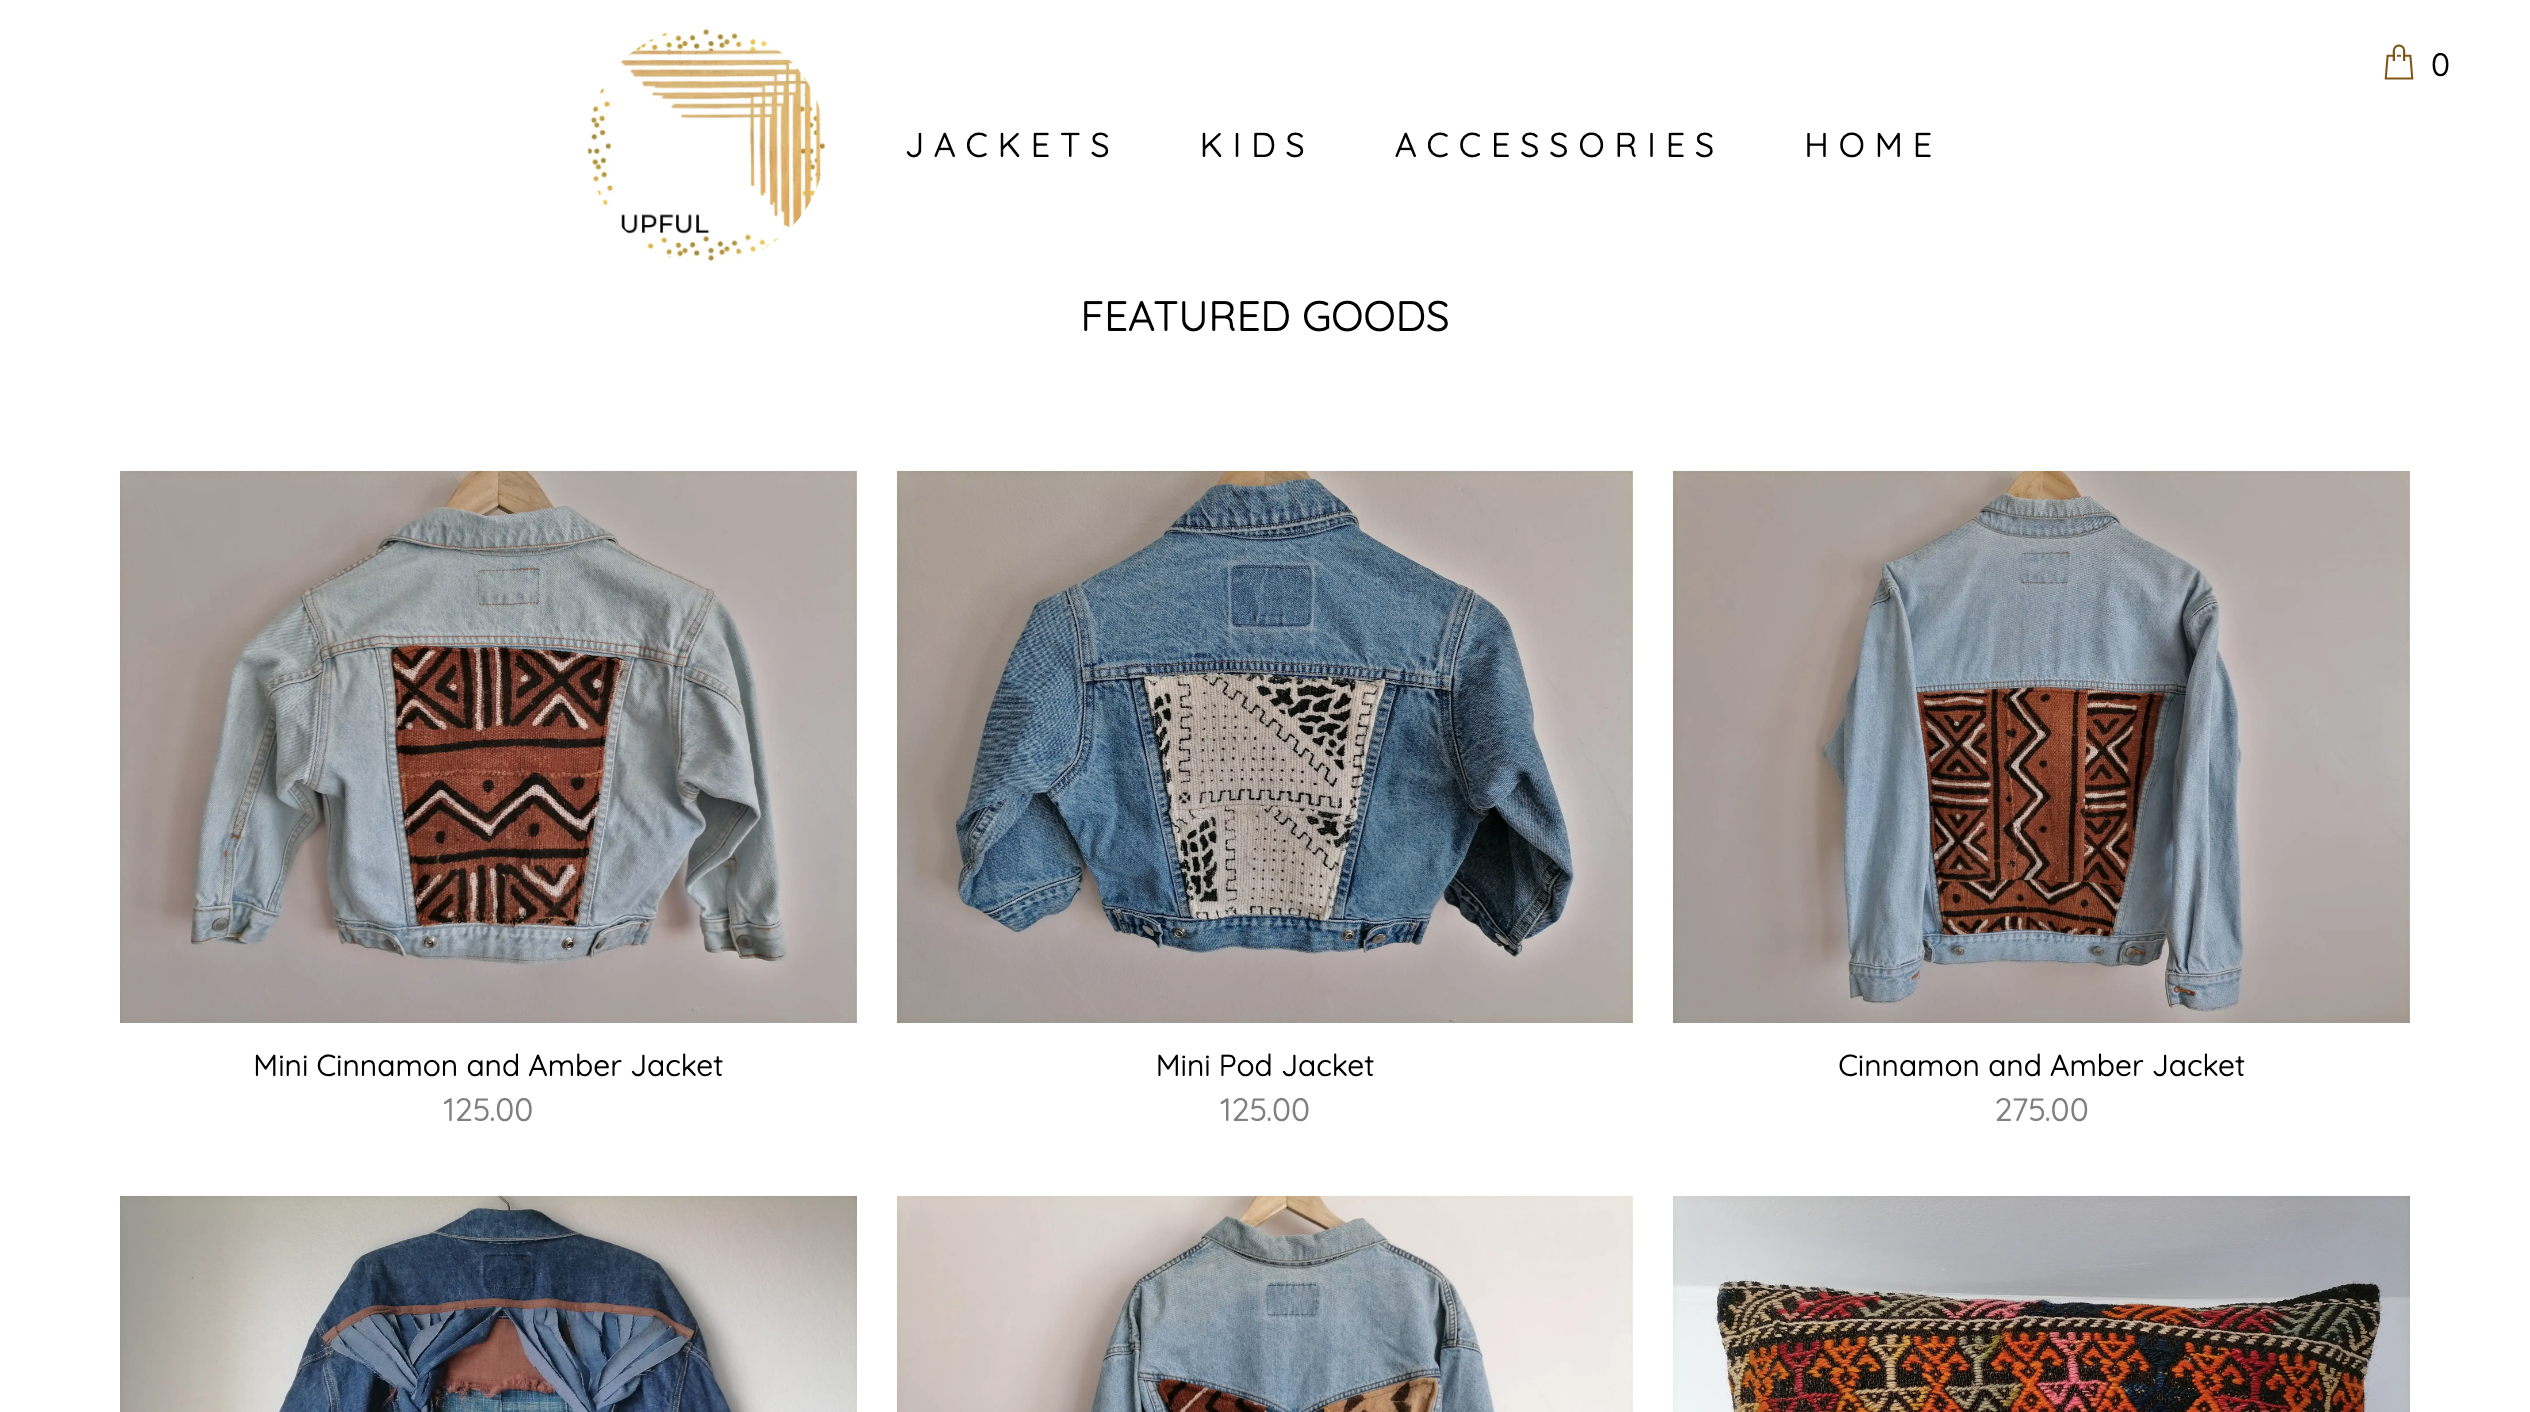 0
JACKETS KIDS ACCESSORIES HOME
UPFUL
FEATURED GOODS
Mini Cinnamon and Amber Jacket
125.00
Mini Pod Jacket
125.00
Cinnamon and Amber Jacket
275.00